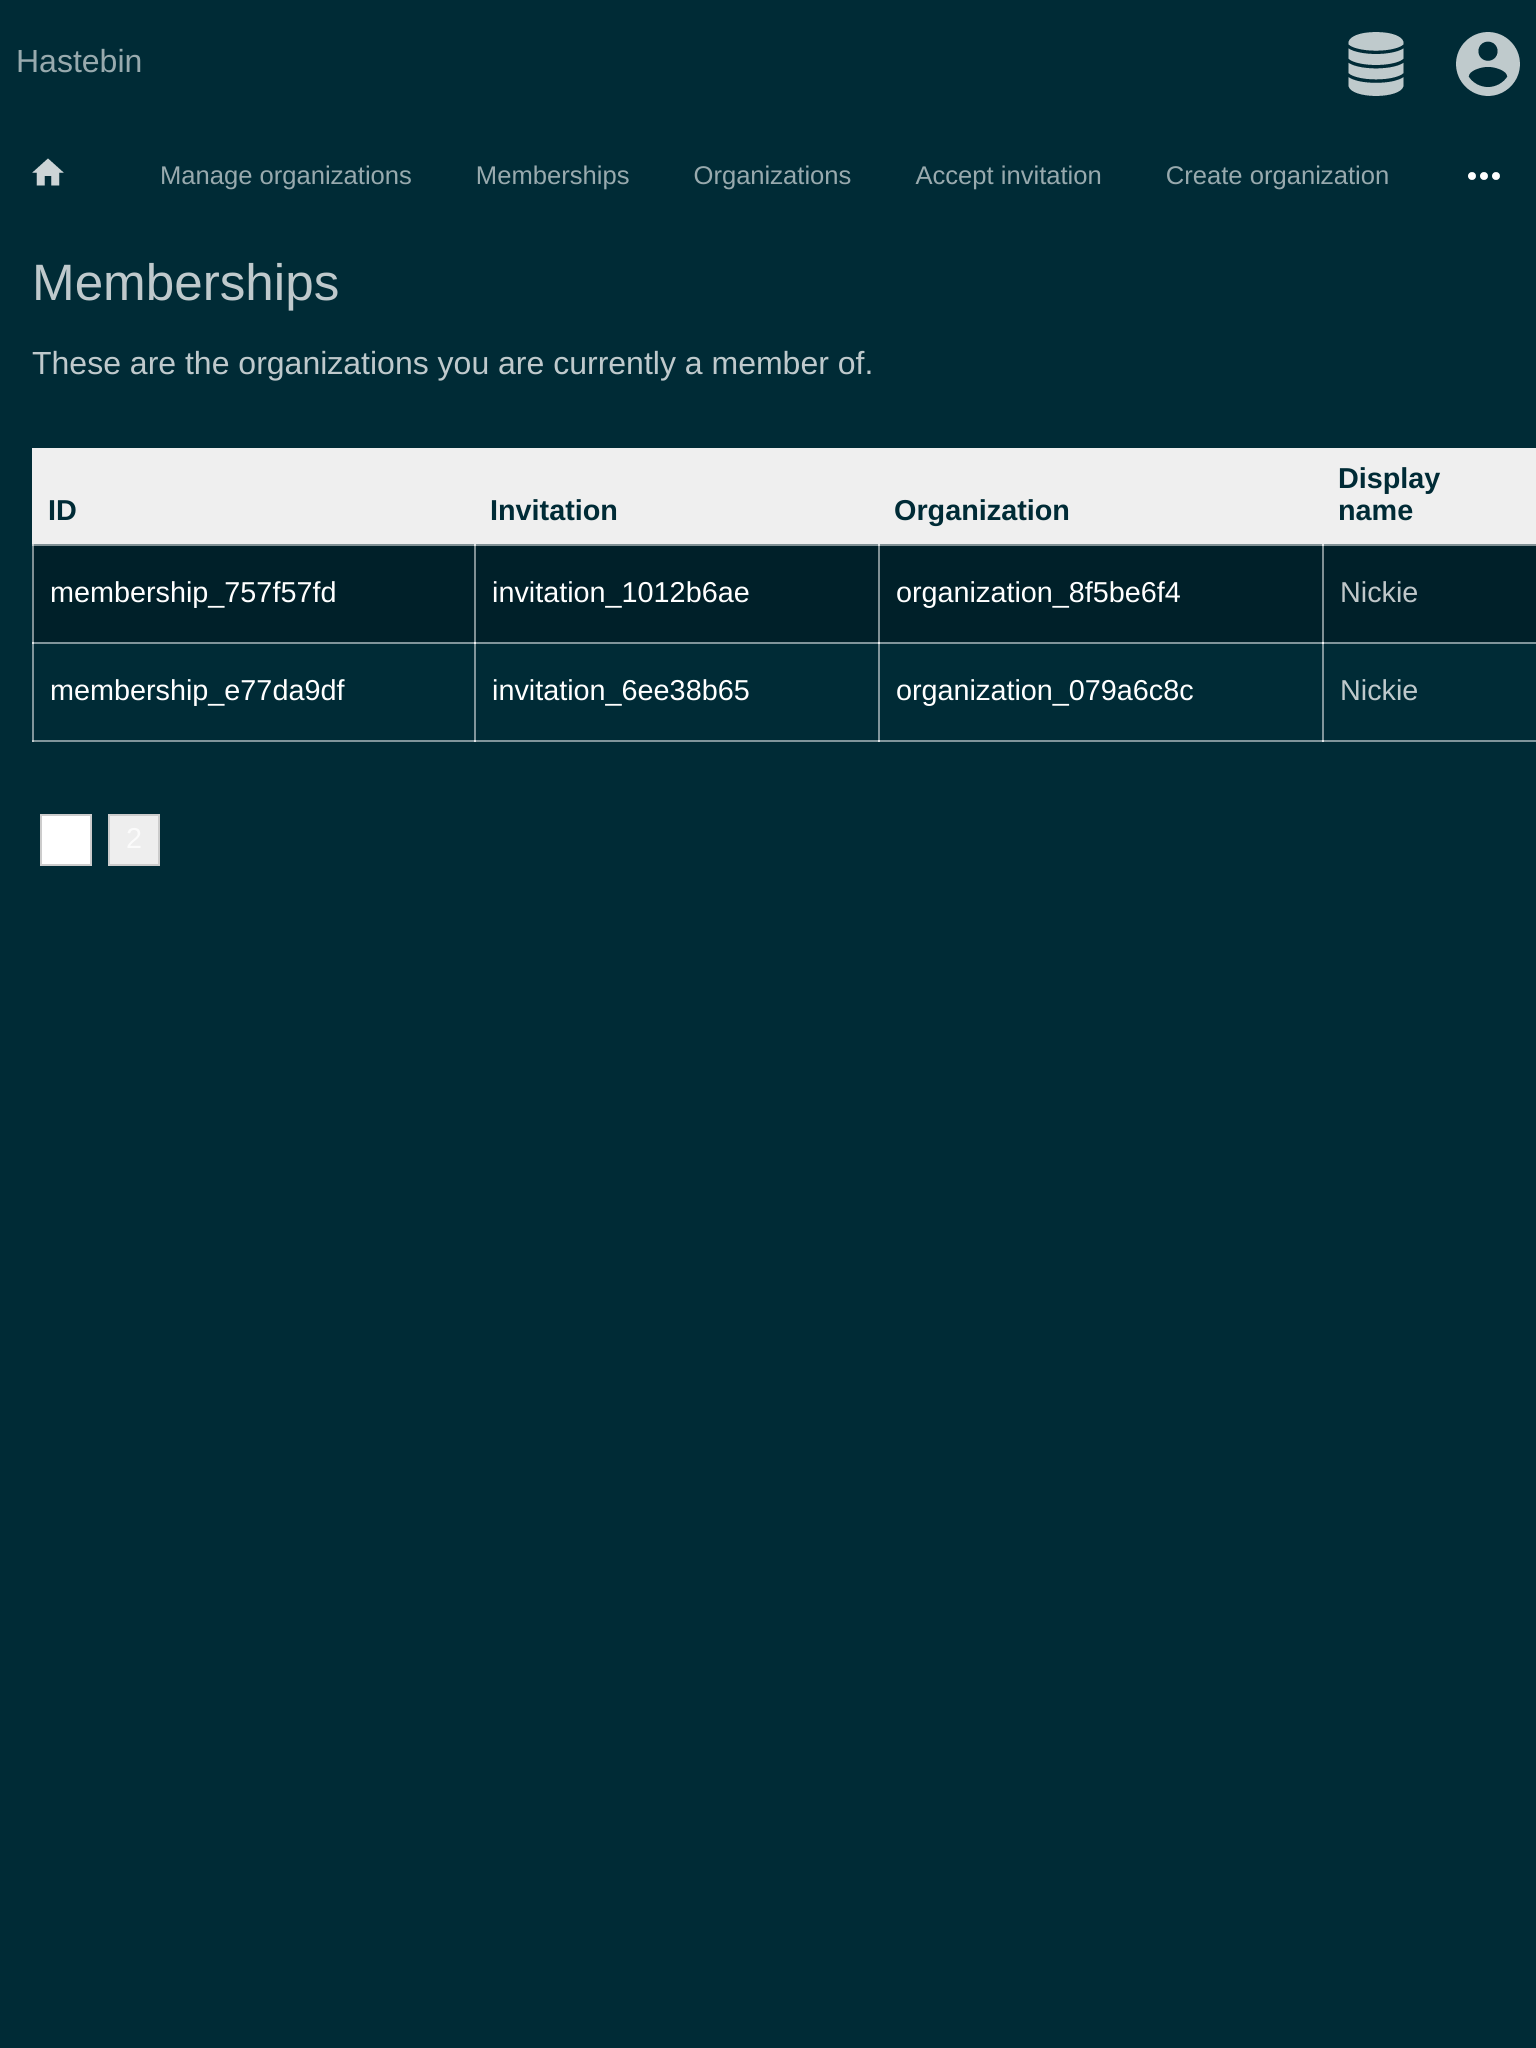 Hastebin
Manage organizations Memberships Organizations Accept invitation Create organization
Memberships
These are the organizations you are currently a member of.
ID Invitation Organization Display name
membership_757f57fd invitation_1012b6ae organization_8f5be6f4 Nickie
membership_e77da9df invitation_6ee38b65 organization_079a6c8c Nickie
2